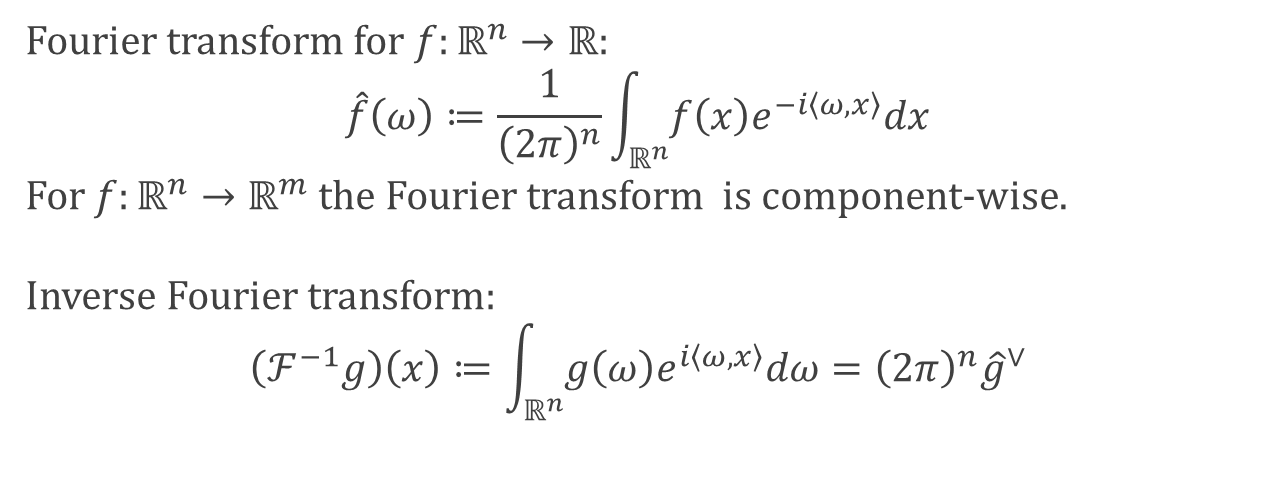 Fourier transform for f: ℝⁿ → ℝ:
f̂(ω) ≔ 1/(2π)ⁿ ∫_ℝⁿ f(x)e^{−i⟨ω,x⟩}dx
For f: ℝⁿ → ℝᵐ the Fourier transform is component-wise.
Inverse Fourier transform:
(ℱ⁻¹g)(x) ≔ ∫_ℝⁿ g(ω)e^{i⟨ω,x⟩}dω = (2π)ⁿĝ^∨